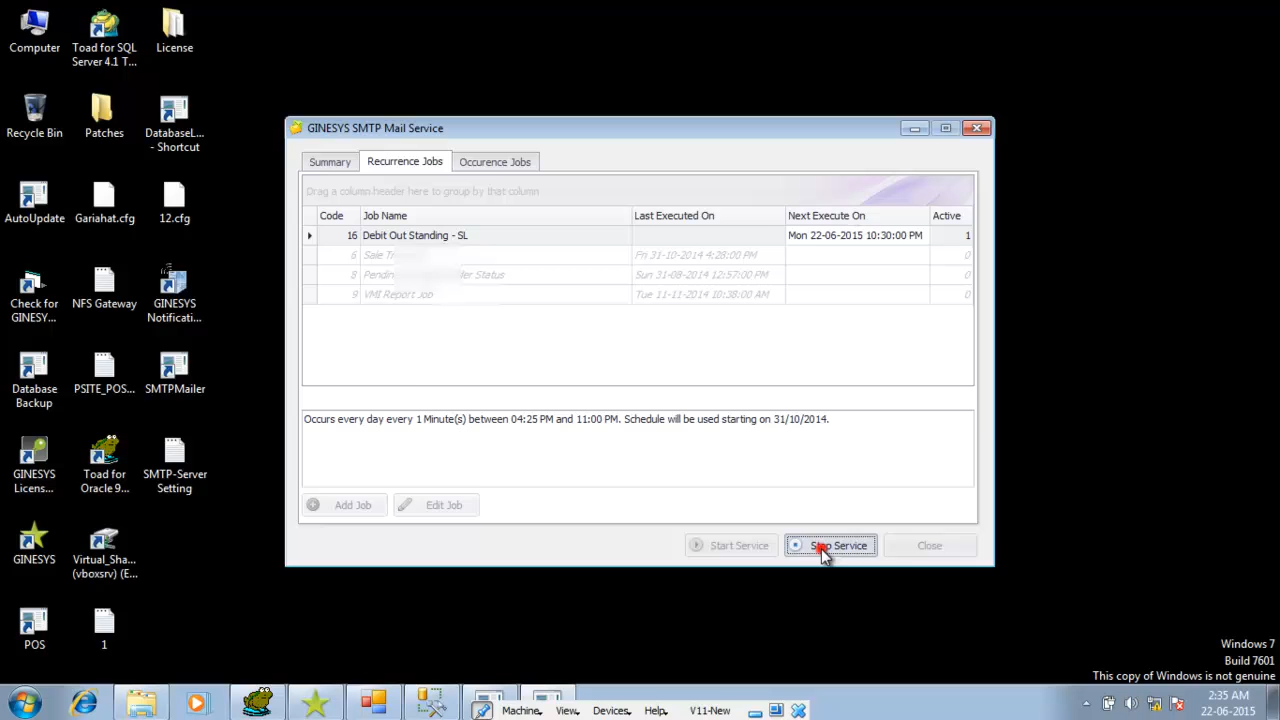 Computer
Toad for SQL
Server 4.1 T...
License
Recycle Bin
Patches
DatabaseL...
- Shortcut
AutoUpdate
Gariahat.cfg
12.cfg
Check for
GINESY...
NFS Gateway
GINESYS
Notificati...
Database
Backup
PSITE_POS...
SMTPMailer
GINESYS
Licens...
Toad for
Oracle 9...
SMTP-Server
Setting
GINESYS
Virtual_Sha...
(vboxsrv) (E...
POS
1
GINESYS SMTP Mail Service
Summary
Recurrence Jobs
Occurence Jobs
Drag a column header here to group by that column
Code Job Name Last Executed On Next Execute On Active
16 Debit Out Standing - SL Mon 22-06-2015 10:30:00 PM 1
6 Sale Fri 31-10-2014 4:28:00 PM 0
8 Status Sun 31-08-2014 12:57:00 PM 0
9 VMI Report Job Tue 11-11-2014 10:38:00 AM 0
Occurs every day every 1 Minute(s) between 04:25 PM and 11:00 PM. Schedule will be used starting on 31/10/2014.
Add Job
Edit Job
Start Service
Stop Service
Close
Windows 7
Build 7601
This copy of Windows is not genuine
Machine
View
Devices
Help
V11-New
2:35 AM
22-06-2015